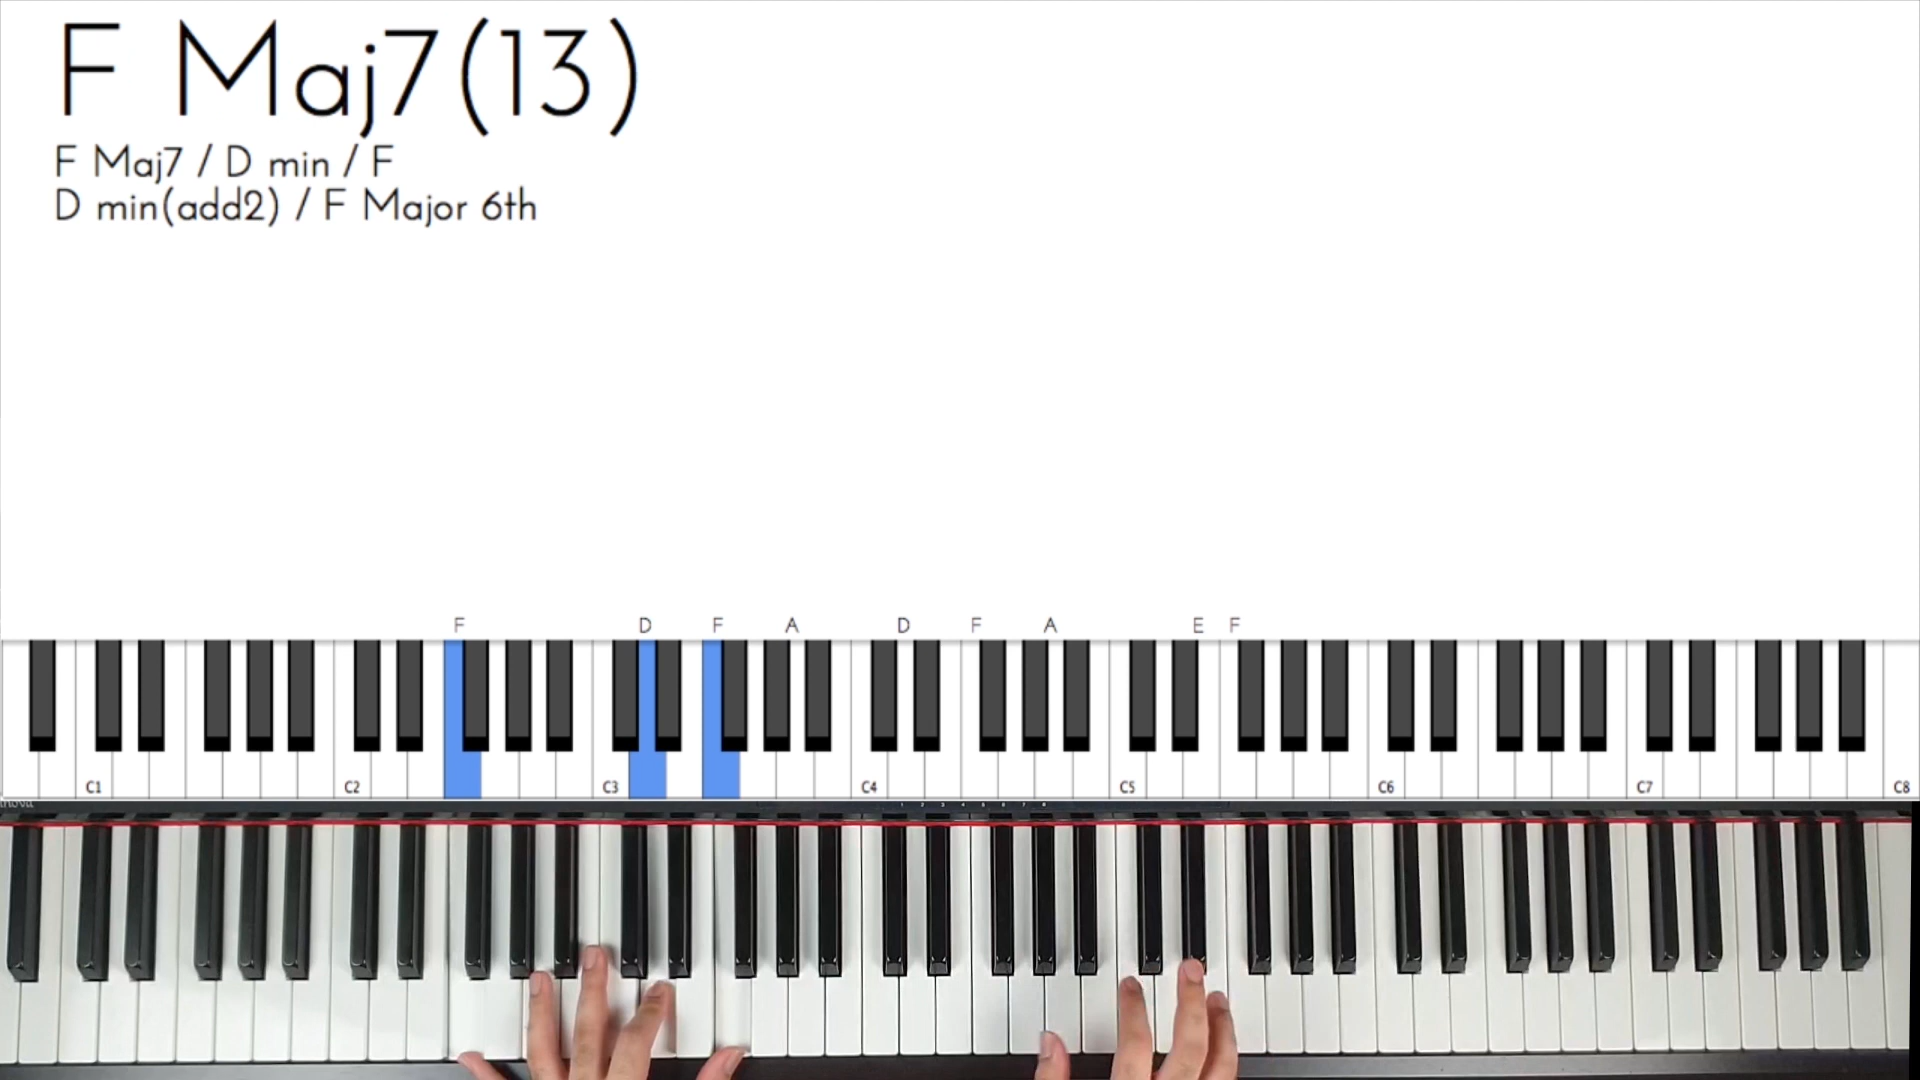 F Maj7(13)
F Maj7 / D min / F
D min(add2) / F Major 6th
F D F A D F A E F
C1 C2 C3 C4 C5 C6 C7 C8